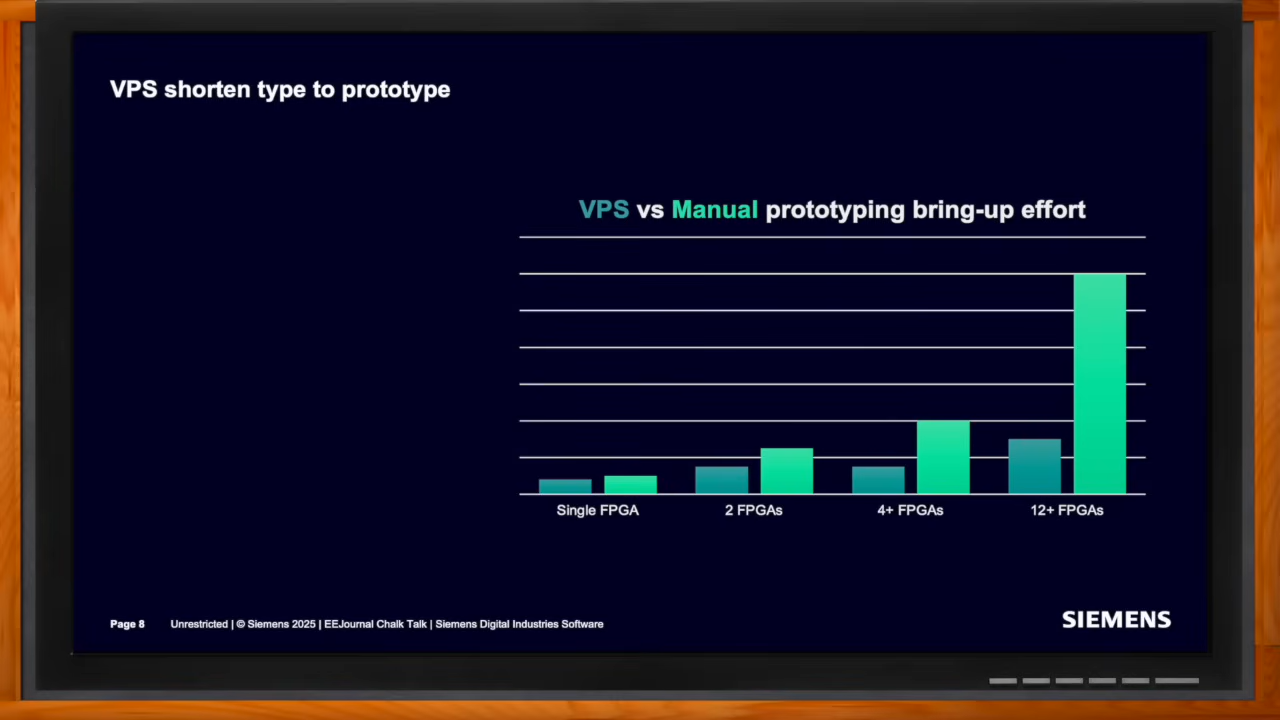 VPS shorten type to prototype
VPS vs Manual prototyping bring-up effort
Single FPGA
2 FPGAs
4+ FPGAs
12+ FPGAs
Page 8
Unrestricted | © Siemens 2025 | EEJournal Chalk Talk | Siemens Digital Industries Software
SIEMENS